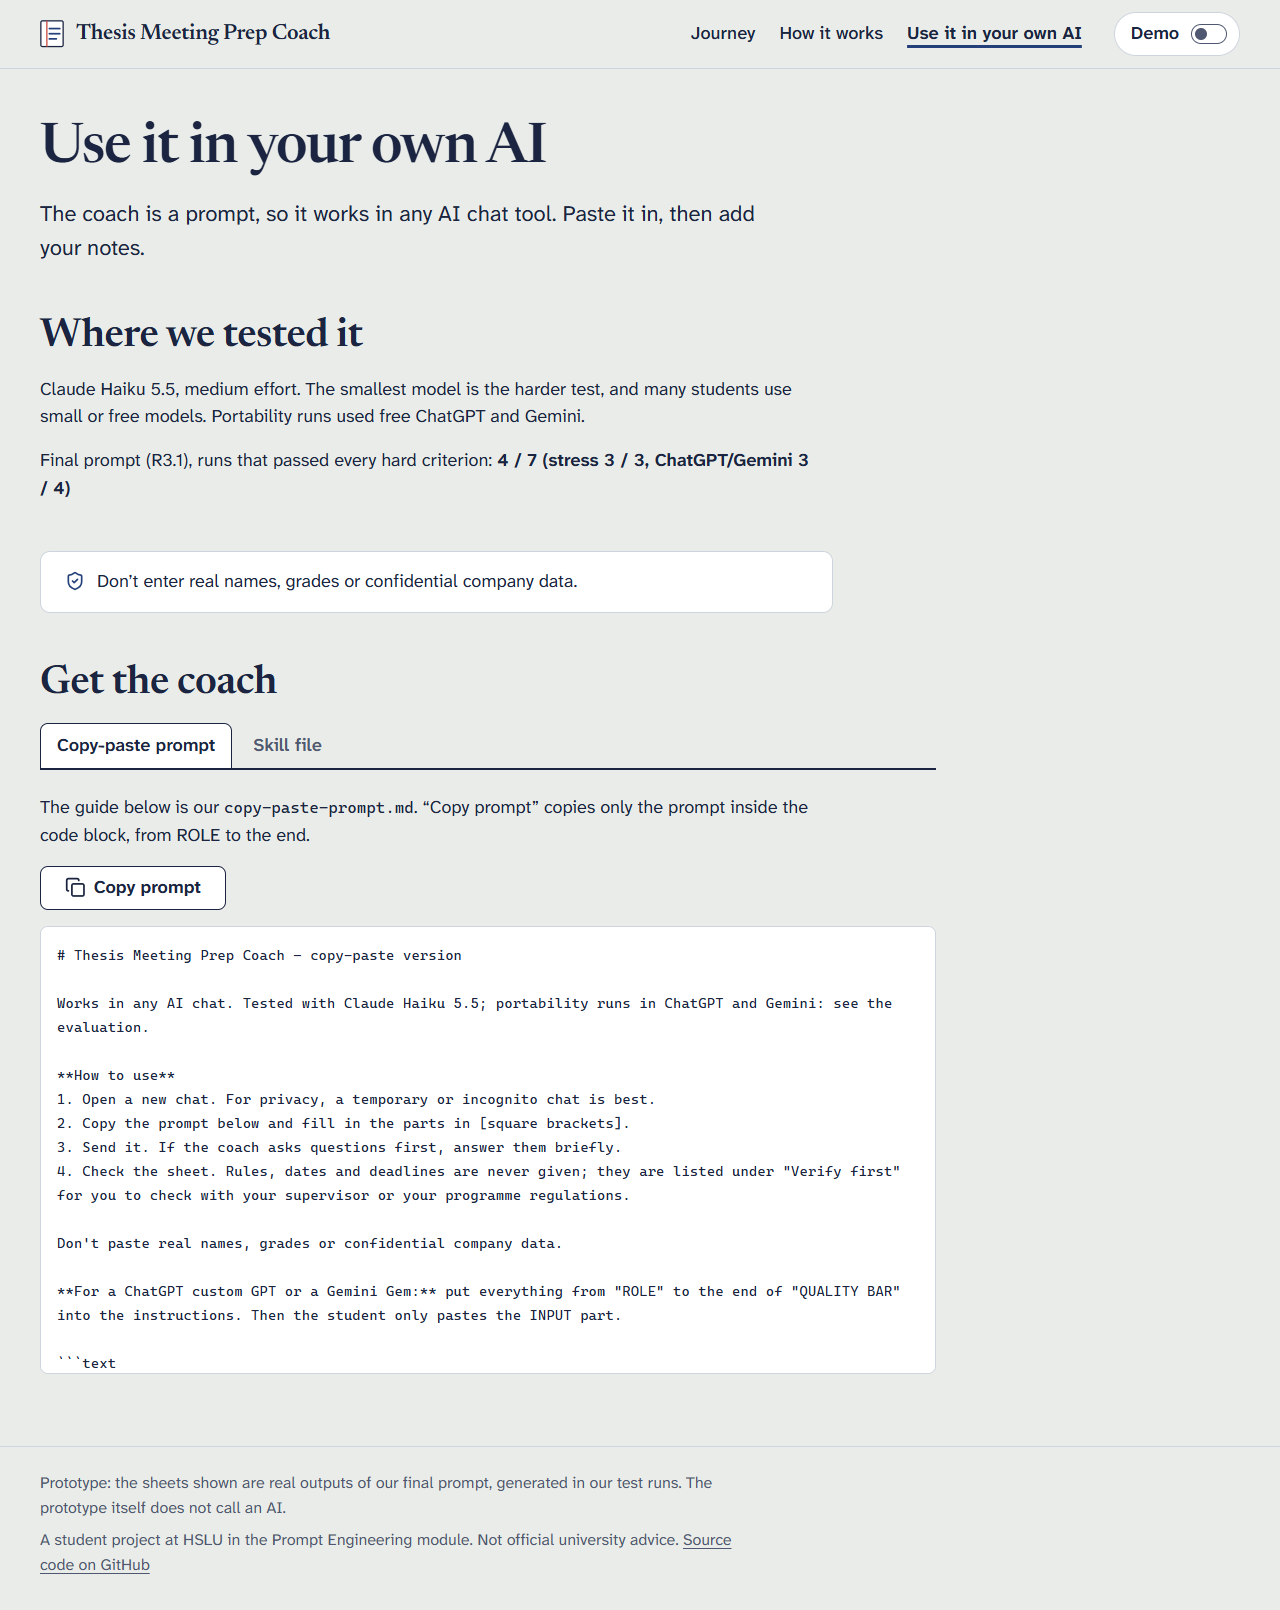 Thesis Meeting Prep Coach
Journey
How it works
Use it in your own AI
Demo
Use it in your own AI
The coach is a prompt, so it works in any AI chat tool. Paste it in, then add
your notes.
Where we tested it
Claude Haiku 5.5, medium effort. The smallest model is the harder test, and many students use
small or free models. Portability runs used free ChatGPT and Gemini.
Final prompt (R3.1), runs that passed every hard criterion: 4 / 7 (stress 3 / 3, ChatGPT/Gemini 3
/ 4)
Don’t enter real names, grades or confidential company data.
Get the coach
Copy-paste prompt
Skill file
The guide below is our copy-paste-prompt.md. “Copy prompt” copies only the prompt inside the
code block, from ROLE to the end.
Copy prompt
# Thesis Meeting Prep Coach — copy-paste version
Works in any AI chat. Tested with Claude Haiku 5.5; portability runs in ChatGPT and Gemini: see the
evaluation.
**How to use**
1. Open a new chat. For privacy, a temporary or incognito chat is best.
2. Copy the prompt below and fill in the parts in [square brackets].
3. Send it. If the coach asks questions first, answer them briefly.
4. Check the sheet. Rules, dates and deadlines are never given; they are listed under "Verify first"
for you to check with your supervisor or your programme regulations.
Don't paste real names, grades or confidential company data.
**For a ChatGPT custom GPT or a Gemini Gem:** put everything from "ROLE" to the end of "QUALITY BAR"
into the instructions. Then the student only pastes the INPUT part.
```text
Prototype: the sheets shown are real outputs of our final prompt, generated in our test runs. The
prototype itself does not call an AI.
A student project at HSLU in the Prompt Engineering module. Not official university advice. Source
code on GitHub